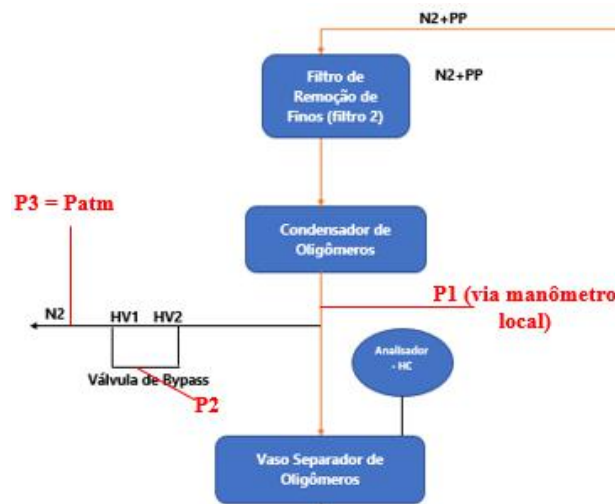 N2+PP
Filtro de
Remoção de
Finos (filtro 2)
N2+PP
P3 = Patm
Condensador de
Oligômeros
P1 (via manômetro
local)
N2
HV1
HV2
Analisador
- HC
Válvula de Bypass
P2
Vaso Separador de
Oligômeros